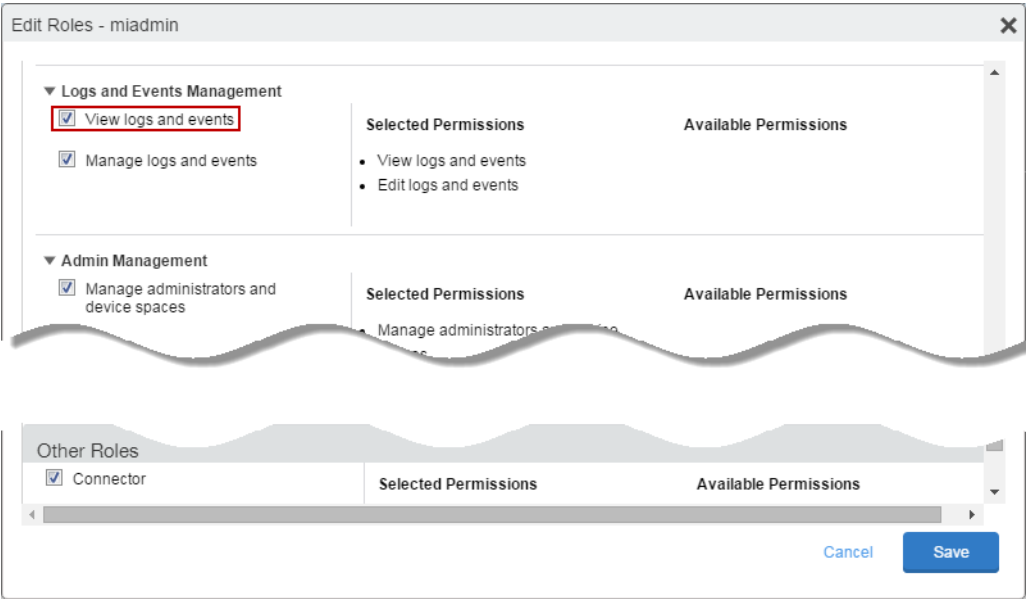 Edit Roles - miadmin
Logs and Events Management
View logs and events
Selected Permissions
Available Permissions
Manage logs and events
View logs and events
Edit logs and events
Admin Management
Manage administrators and
device spaces
Selected Permissions
Available Permissions
Manage administrators
Other Roles
Connector
Selected Permissions
Available Permissions
Cancel
Save